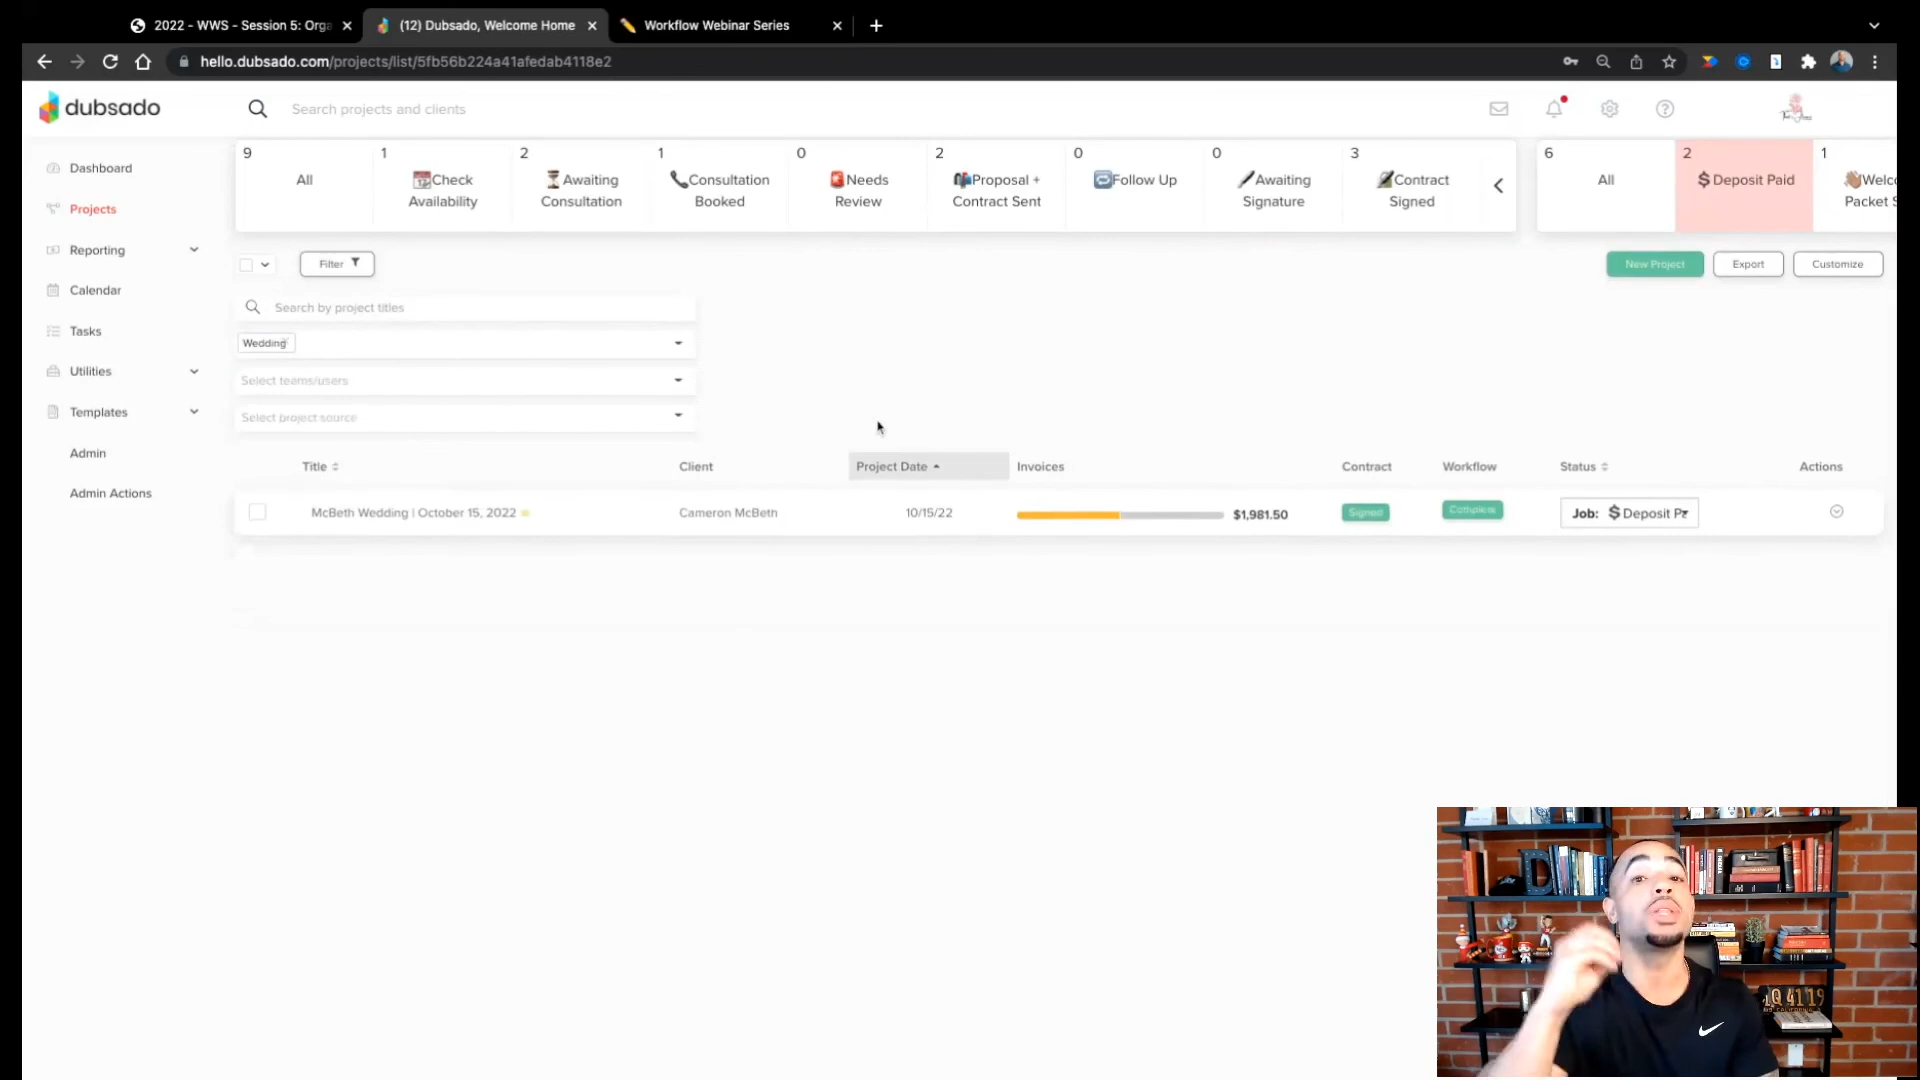 2022 - WWS - Session 5: Orga
(12) Dubsado, Welcome Home
Workflow Webinar Series
hello.dubsado.com/projects/list/5fb56b224a41afedab4118e2
dubsado
Search projects and clients
Dashboard
Projects
Reporting
Calendar
Tasks
Utilities
Templates
Admin
Admin Actions
9
All
1
Check
Availability
2
Awaiting
Consultation
1
Consultation
Booked
0
Needs
Review
2
Proposal +
Contract Sent
0
Follow Up
0
Awaiting
Signature
3
Contract
Signed
6
All
2
$ Deposit Paid
1
Welc
Packet S
Filter
New Project
Export
Customize
Search by project titles
Wedding
Select teams/users
Select project source
Title
Client
Project Date
Invoices
Contract
Workflow
Status
Actions
McBeth Wedding | October 15, 2022
Cameron McBeth
10/15/22
$1,981.50
Signed
Complete
Job: $ Deposit P
D
1Q 41 19